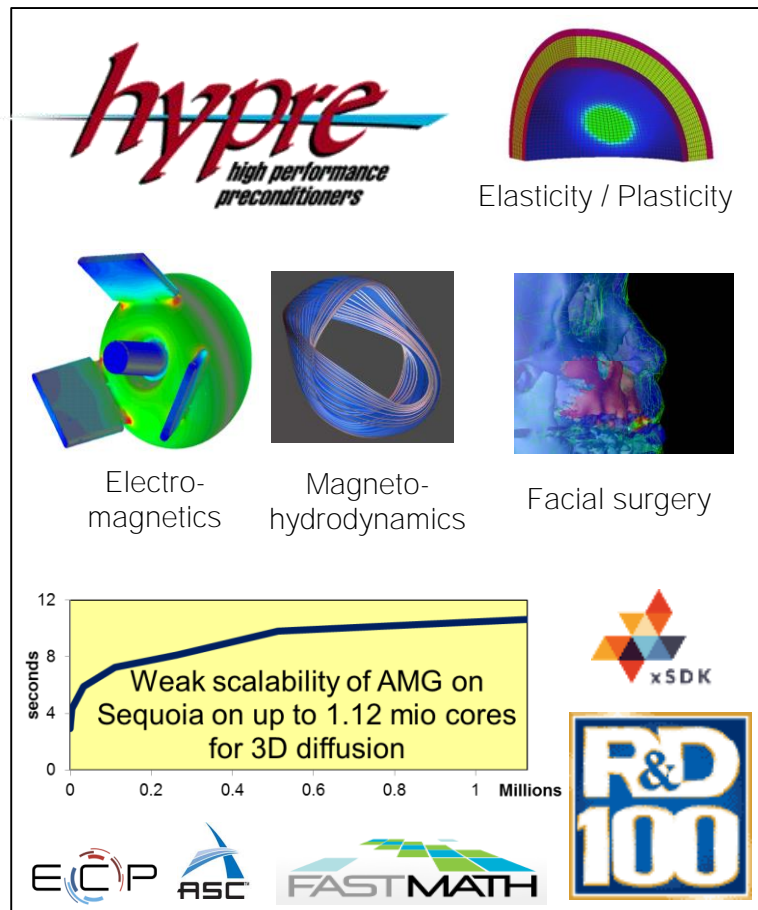 hypre
high performance
preconditioners
Elasticity / Plasticity
Electro-
magnetics
Magneto-
hydrodynamics
Facial surgery
12
8
4
0
seconds
Weak scalability of AMG on
Sequoia on up to 1.12 mio cores
for 3D diffusion
0 0.2 0.4 0.6 0.8 1 Millions
xSDK
R&D
100
ECP
ASC™
FASTMATH